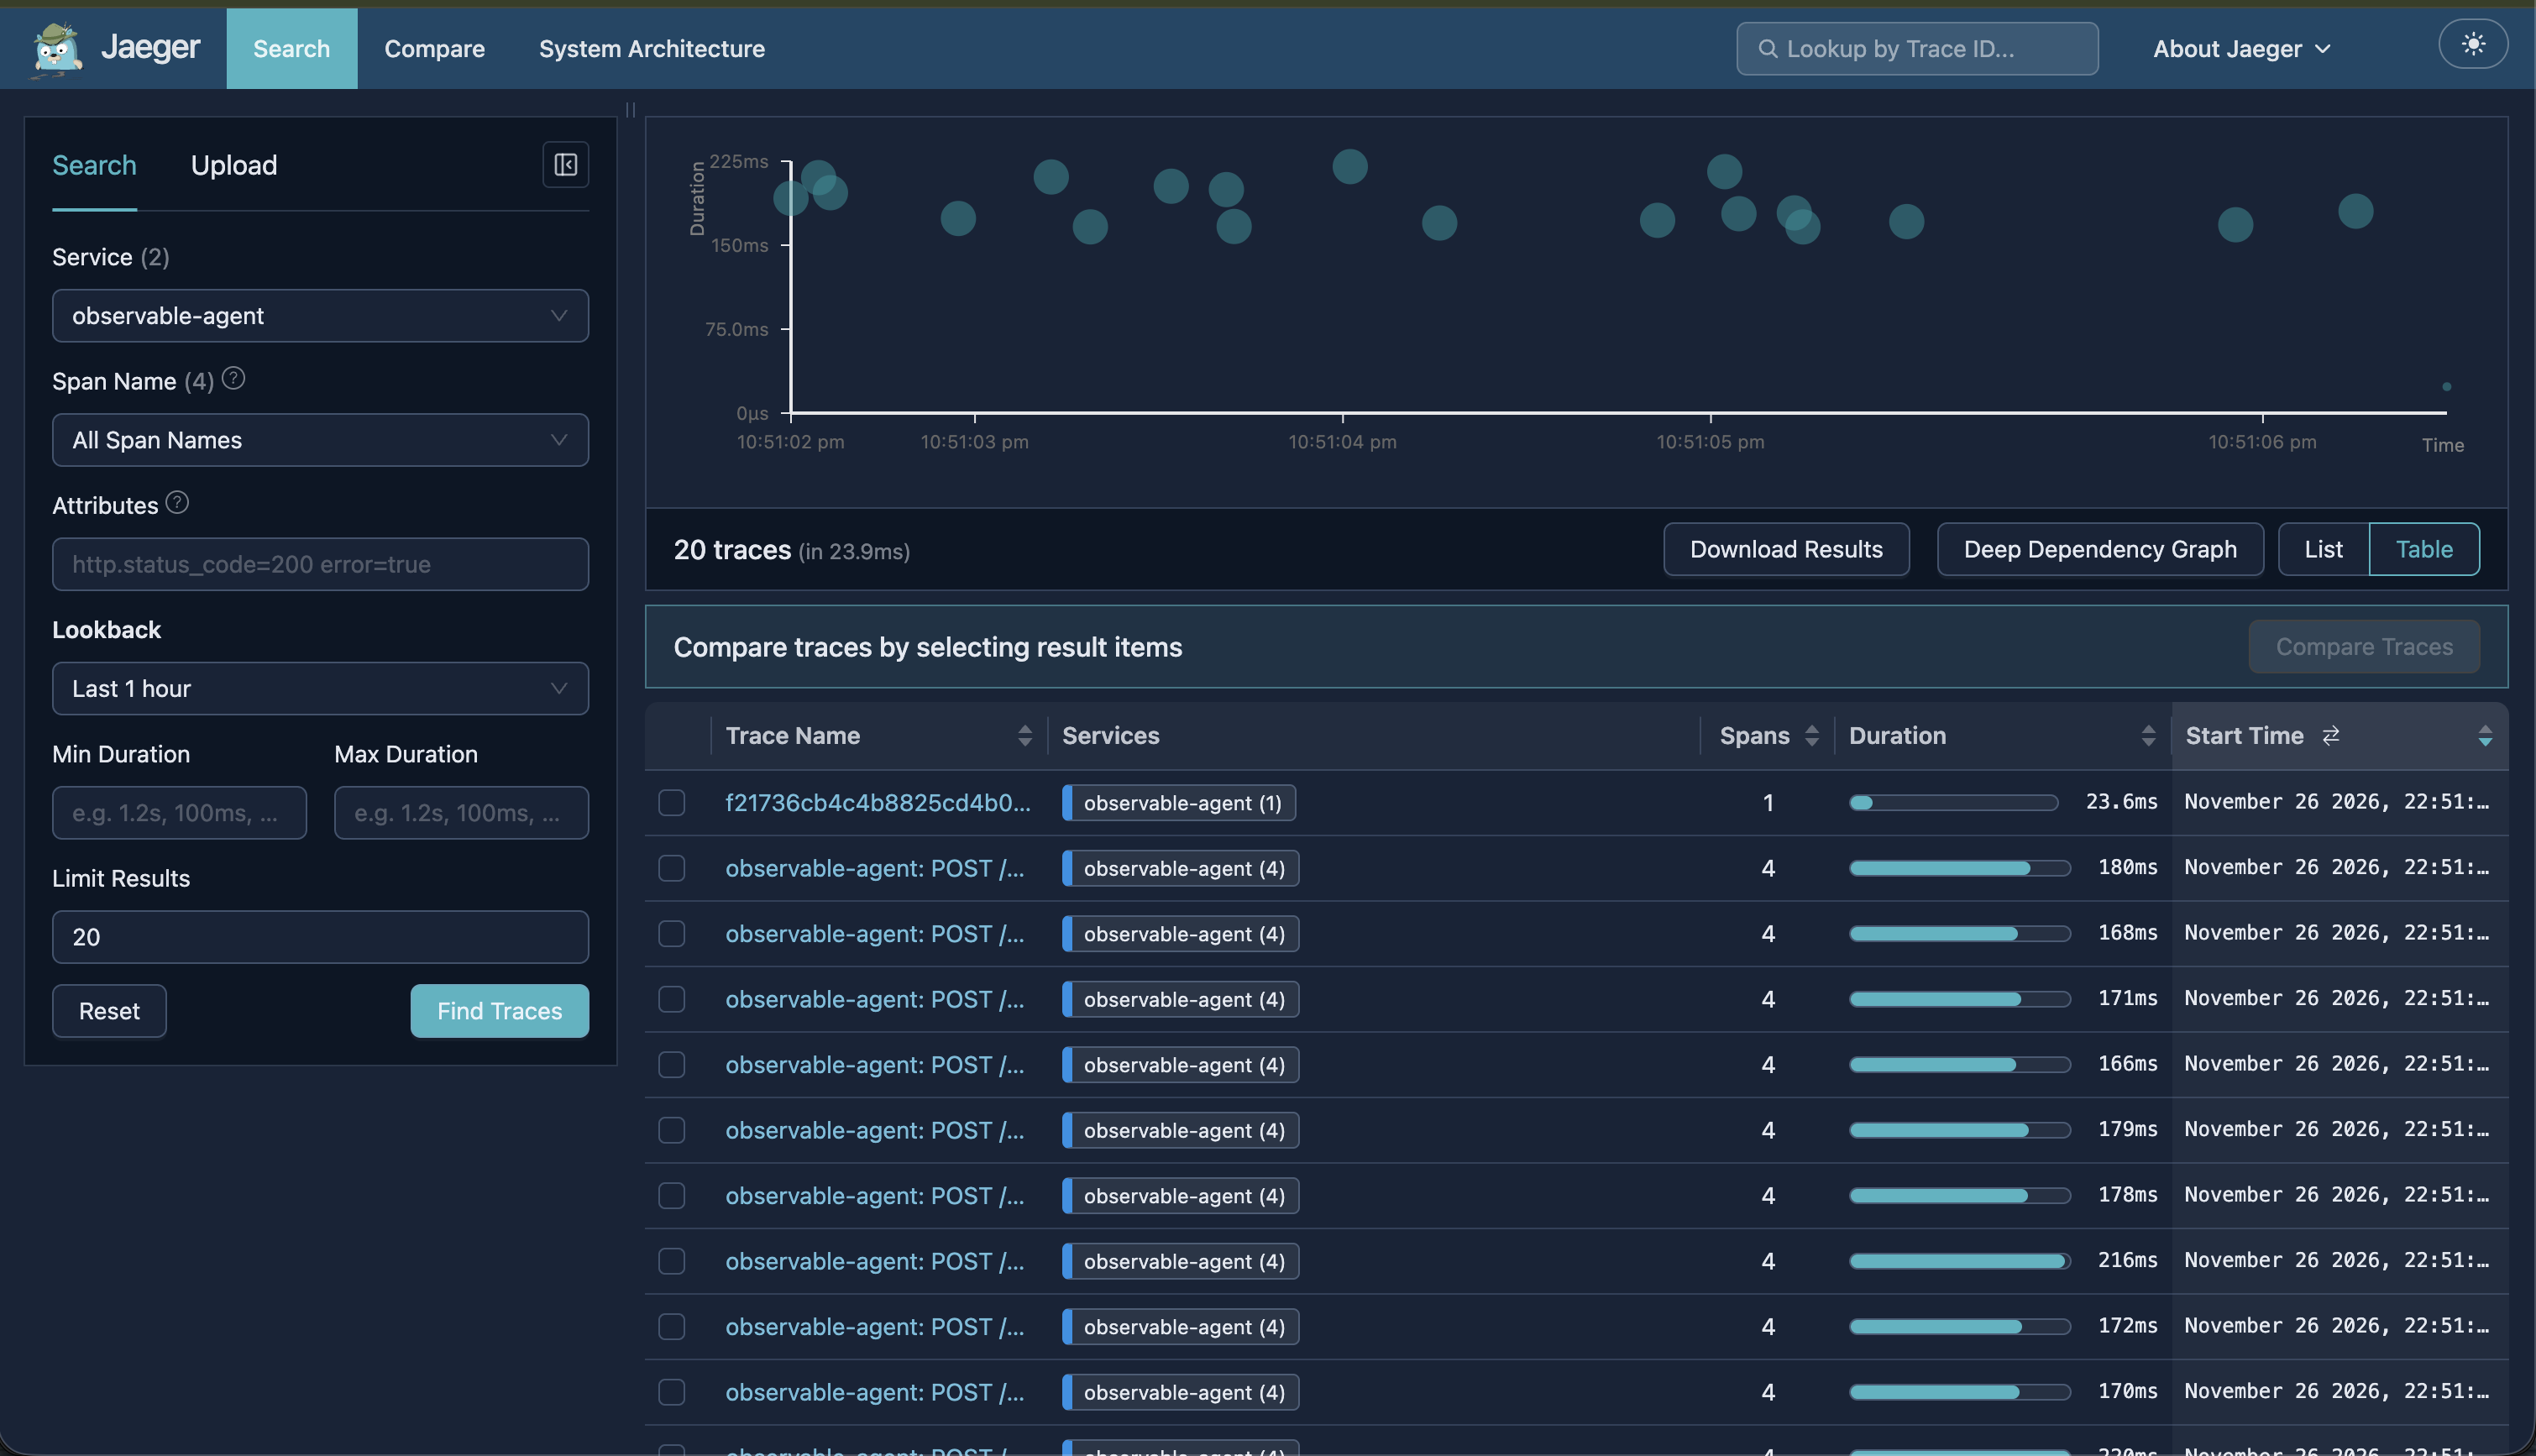 Jaeger
Search
Compare
System Architecture
Lookup by Trace ID...
About Jaeger
Search
Upload
Service (2)
observable-agent
Span Name (4)
All Span Names
Attributes
http.status_code=200 error=true
Lookback
Last 1 hour
Min Duration
Max Duration
e.g. 1.2s, 100ms, ...
e.g. 1.2s, 100ms, ...
Limit Results
20
Reset
Find Traces
Duration
225ms
150ms
75.0ms
0μs
10:51:02 pm
10:51:03 pm
10:51:04 pm
10:51:05 pm
10:51:06 pm
Time
20 traces (in 23.9ms)
Download Results
Deep Dependency Graph
List
Table
Compare traces by selecting result items
Compare Traces
Trace Name Services Spans Duration Start Time
f21736cb4c4b8825cd4b0... observable-agent (1) 1 23.6ms November 26 2026, 22:51:...
observable-agent: POST /... observable-agent (4) 4 180ms November 26 2026, 22:51:...
observable-agent: POST /... observable-agent (4) 4 168ms November 26 2026, 22:51:...
observable-agent: POST /... observable-agent (4) 4 171ms November 26 2026, 22:51:...
observable-agent: POST /... observable-agent (4) 4 166ms November 26 2026, 22:51:...
observable-agent: POST /... observable-agent (4) 4 179ms November 26 2026, 22:51:...
observable-agent: POST /... observable-agent (4) 4 178ms November 26 2026, 22:51:...
observable-agent: POST /... observable-agent (4) 4 216ms November 26 2026, 22:51:...
observable-agent: POST /... observable-agent (4) 4 172ms November 26 2026, 22:51:...
observable-agent: POST /... observable-agent (4) 4 170ms November 26 2026, 22:51:...